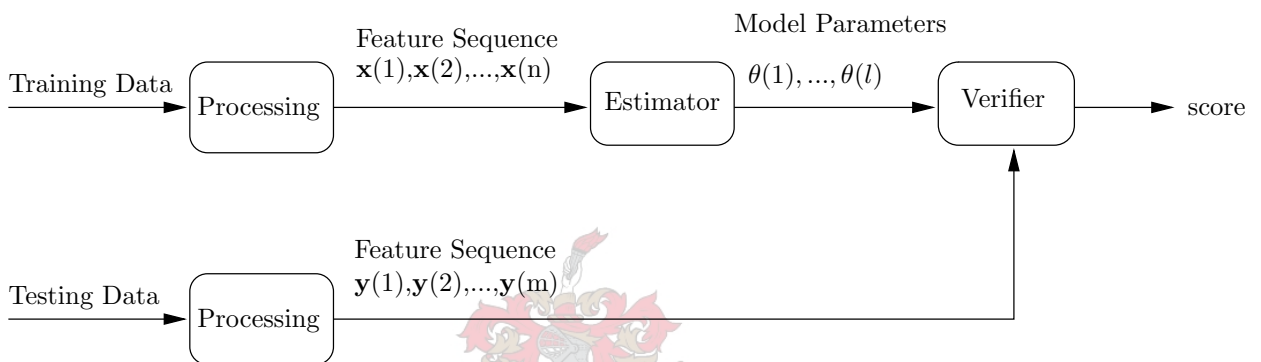 Model Parameters
Feature Sequence
x(1),x(2),...,x(n)
θ(1), ..., θ(l)
Training Data
Processing
Estimator
Verifier
score
Feature Sequence
y(1),y(2),...,y(m)
Testing Data
Processing